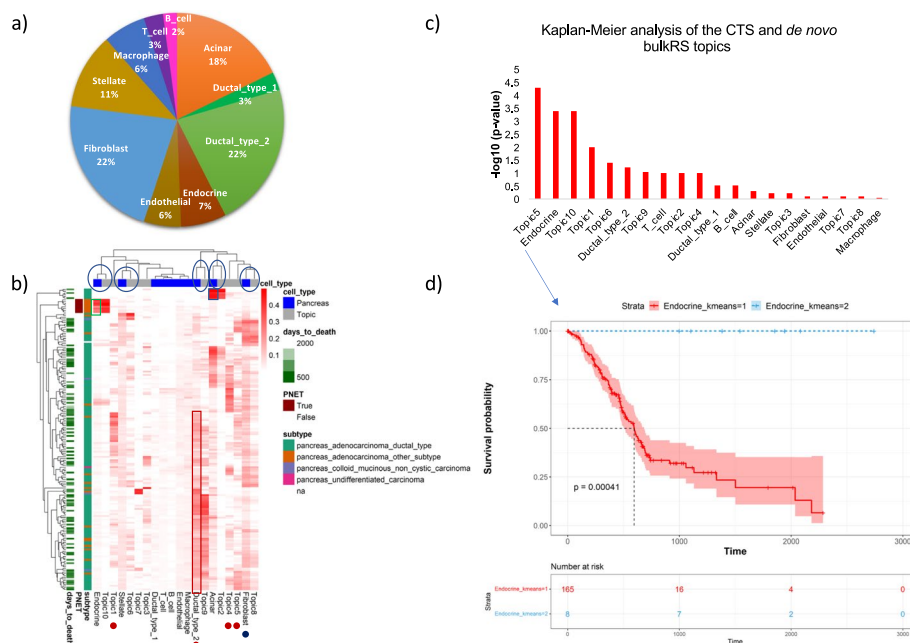 a)
B_cell
2%
T_cell
3%
Macrophage
6%
Acinar
18%
Stellate
11%
Ductal_type_1
3%
Fibroblast
22%
Ductal_type_2
22%
Endothelial
6%
Endocrine
7%
b)
cell_type
0.4
0.3
0.2
0.1
cell_type
Pancreas
Topic
days_to_death
2000
500
PNET
True
False
subtype
pancreas_adenocarcinoma_ductal_type
pancreas_adenocarcinoma_other_subtype
pancreas_colloid_mucinous_non_cystic_carcinoma
pancreas_undifferentiated_carcinoma
na
days_to_death
PNET
subtype
Endocrine
Topic10
Topic1
Stellate
Topic6
Topic7
Topic3
Ductal_type_1
T_cell
B_cell
Endothelial
Macrophage
Ductal_type_2
Acinar
Topic2
Topic5
Fibroblast
Topic8
c)
Kaplan-Meier analysis of the CTS and de novo
bulkRS topics
-log10 (p-value)
5
4,5
4
3,5
3
2,5
2
1,5
1
0,5
0
Topic5
Endocrine
Topic10
Topic1
Topic6
Ductal_type_2
Topic9
T_cell
Topic2
Topic4
Ductal_type_1
B_cell
Acinar
Stellate
Topic3
Fibroblast
Endothelial
Topic7
Topic8
Macrophage
d)
Strata Endocrine_kmeans=1 Endocrine_kmeans=2
Survival probability
1.00
0.75
0.50
0.25
0.00
p = 0.00041
0 1000 2000 3000
Time
Number at risk
Strata
Endocrine_kmeans=1 165 16 4 0
Endocrine_kmeans=2 8 7 2 0
0 1000 2000 3000
Time